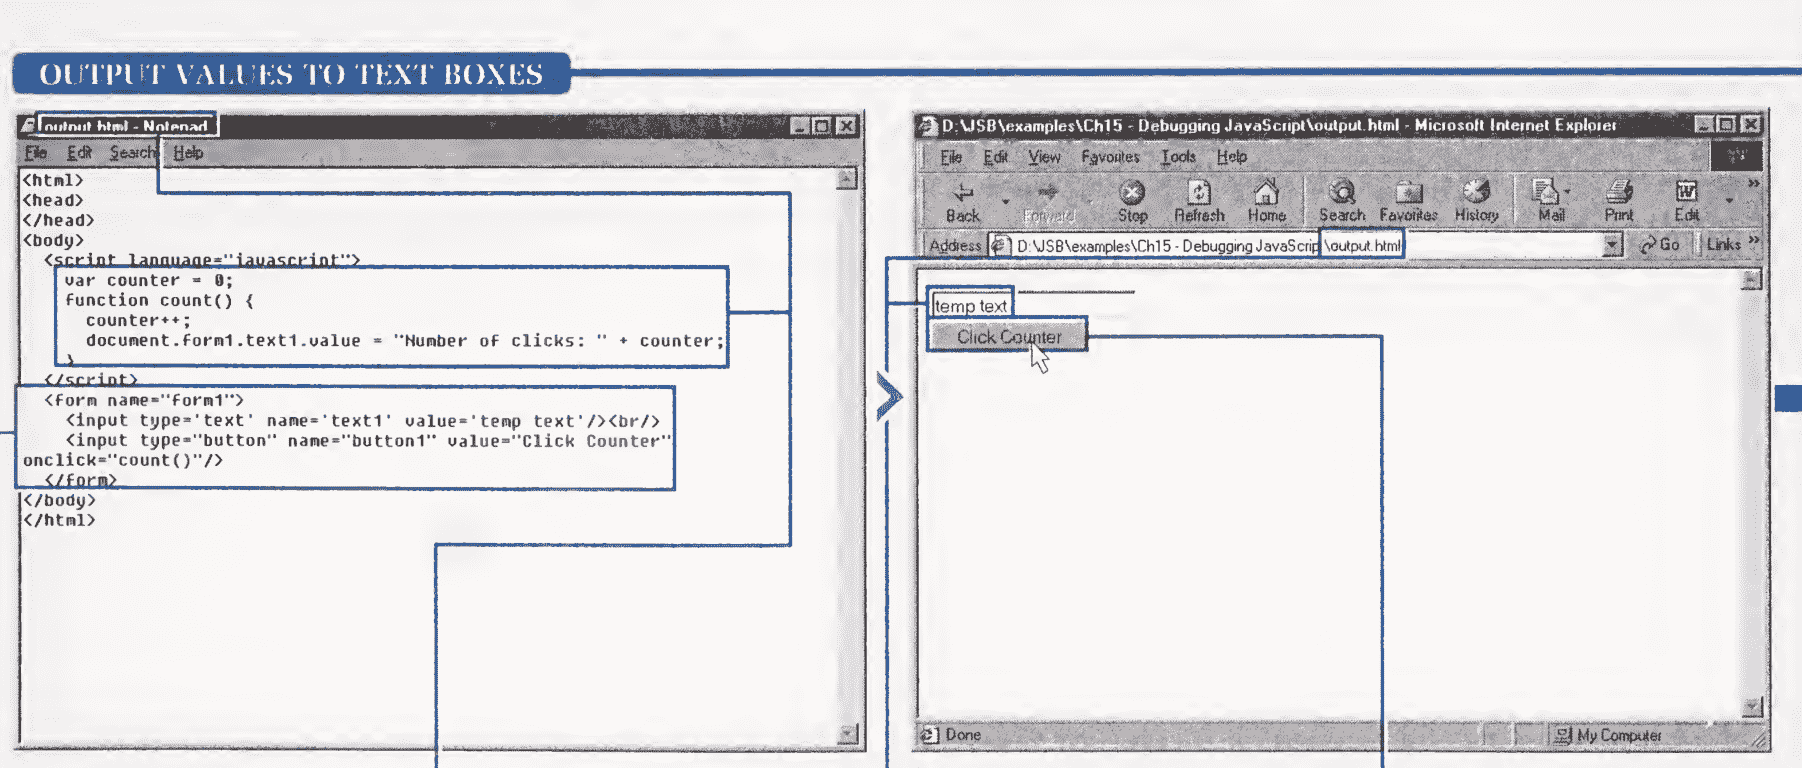 OUTPUT VALUES TO TEXT BOXES
output.html - Notepad
File Edit Search Help
<html>
<head>
</head>
<body>
<script language="javascript">
var counter = 0;
function count() {
counter++;
document.form1.text1.value = "Number of clicks: " + counter;
}
</script>
<form name="form1">
<input type='text' name='text1' value='temp text'/><br/>
<input type="button" name="button1" value="Click Counter"
onclick="count()"/>
</form>
</body>
</html>
D:\JSB\examples\Ch15 - Debugging JavaScript\output.html - Microsoft Internet Explorer
File Edit View Favorites Tools Help
Back Forward Stop Refresh Home Search Favorites History Mail Print Edit »
Address D:\JSB\examples\Ch15 - Debugging JavaScrip\output.html Go Links »
temp text
Click Counter
Done My Computer